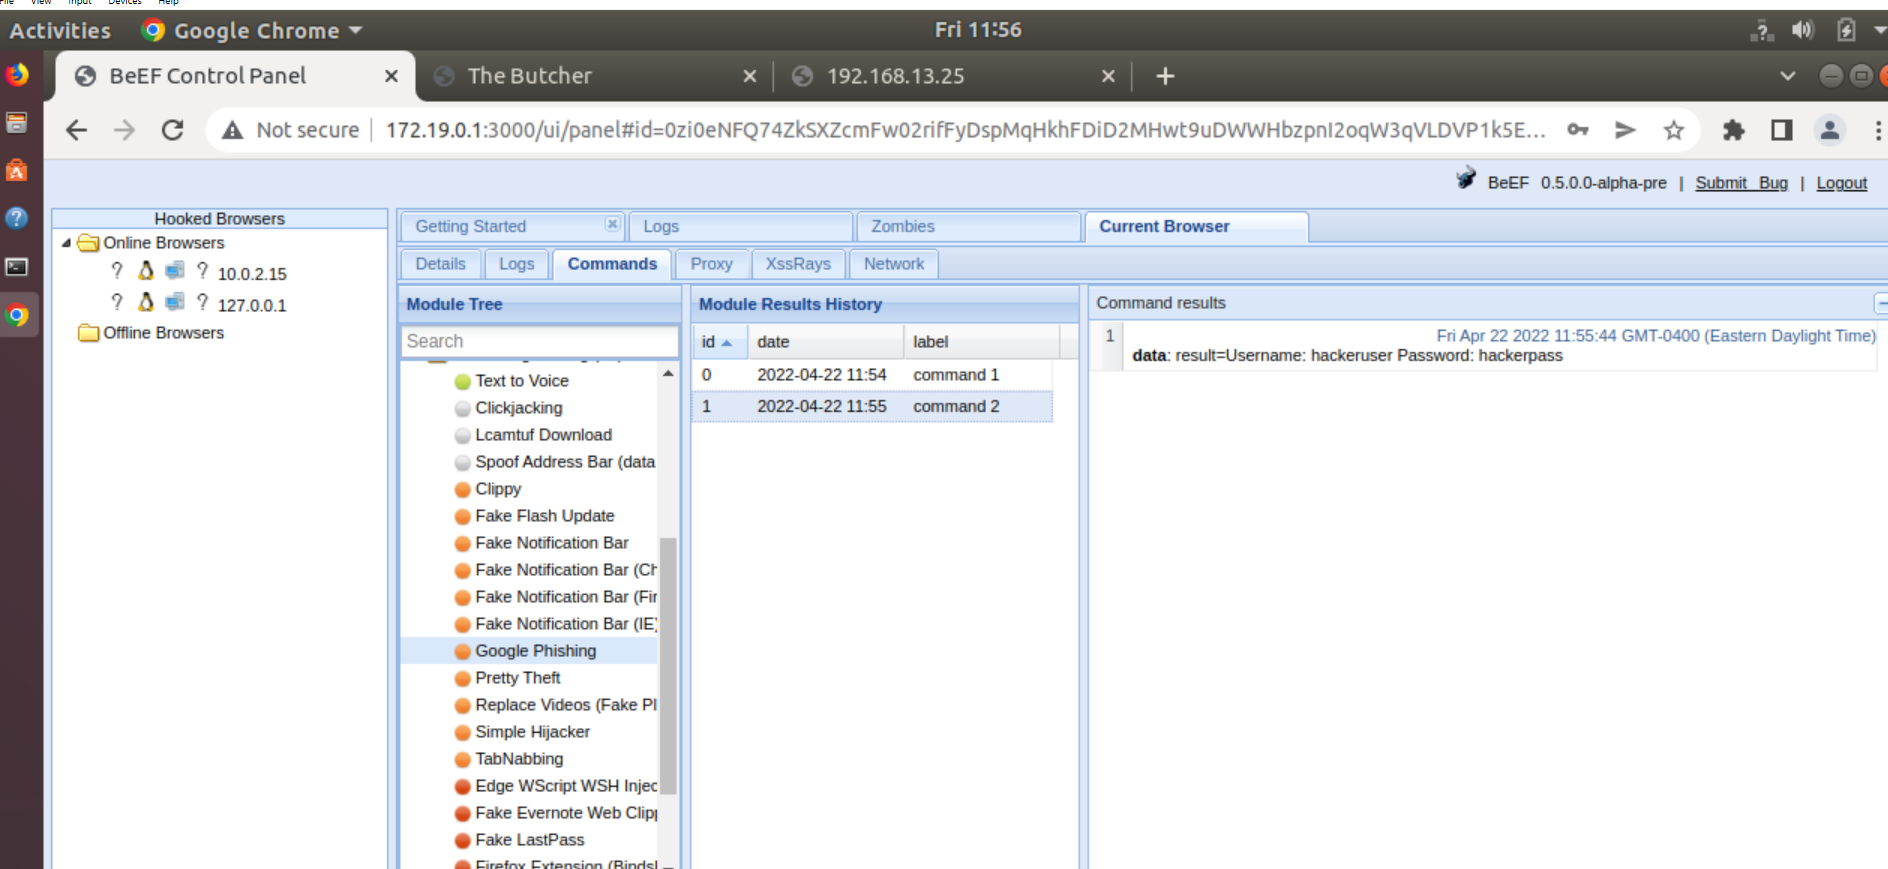 File View Input Devices Help
Activities Google Chrome Fri 11:56
BeEF Control Panel The Butcher 192.168.13.25
Not secure 172.19.0.1:3000/ui/panel#id=0zi0eNFQ74ZkSXZcmFw02rifFyDspMqHkhFDiD2MHwt9uDWWHbzpnI2oqW3qVLDVP1k5E...
BeEF 0.5.0.0-alpha-pre | Submit Bug | Logout
Hooked Browsers
Online Browsers
? ? 10.0.2.15
? ? 127.0.0.1
Offline Browsers
Getting Started Logs Zombies Current Browser
Details Logs Commands Proxy XssRays Network
Module Tree
Search
Text to Voice
Clickjacking
Lcamtuf Download
Spoof Address Bar (data
Clippy
Fake Flash Update
Fake Notification Bar
Fake Notification Bar (Ch
Fake Notification Bar (Fir
Fake Notification Bar (IE)
Google Phishing
Pretty Theft
Replace Videos (Fake Pl
Simple Hijacker
TabNabbing
Edge WScript WSH Injec
Fake Evernote Web Clip
Fake LastPass
Firefox Extension (Binds
Module Results History
id date label
0 2022-04-22 11:54 command 1
1 2022-04-22 11:55 command 2
Command results
1 Fri Apr 22 2022 11:55:44 GMT-0400 (Eastern Daylight Time)
data: result=Username: hackeruser Password: hackerpass